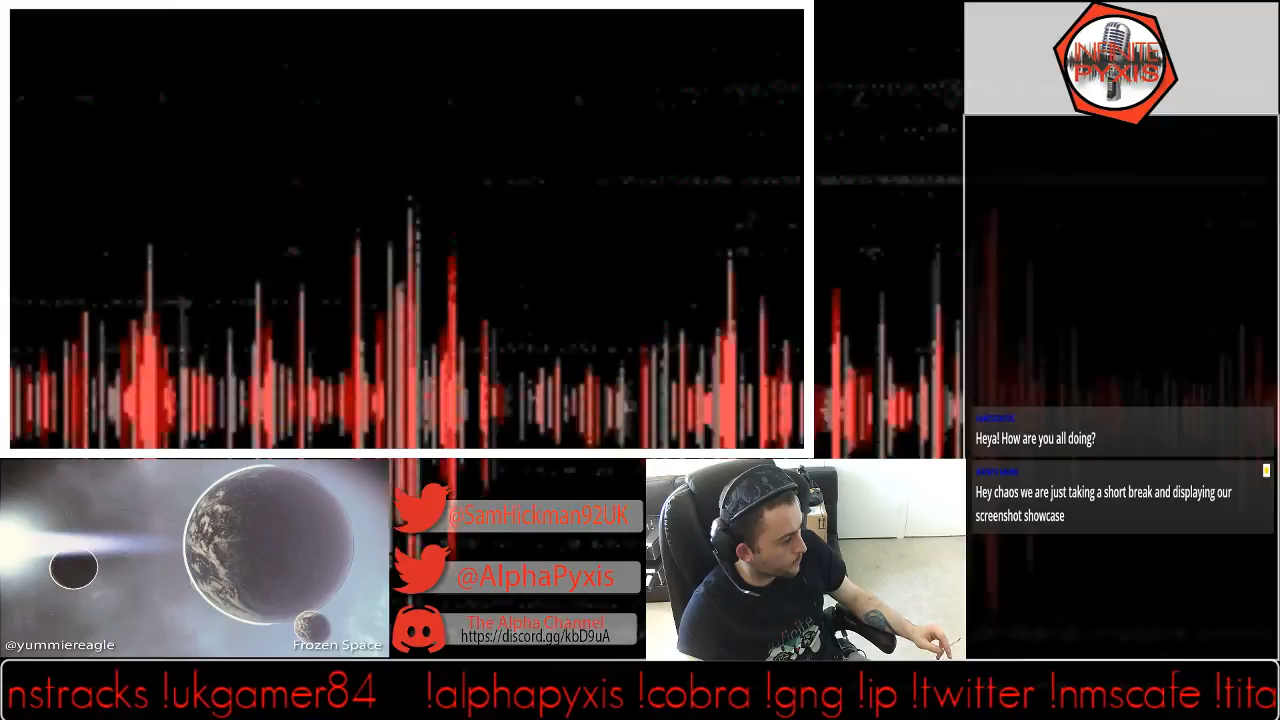 INFINITE
PYXIS
Heya! How are you all doing?
Hey chaos we are just taking a short break and displaying our
screenshot showcase
@SamHickman92UK
@AlphaPyxis
The Alpha Channel
https://discord.gg/kbD9uA
@yummiereagle
Frozen Space
nstracks !ukgamer84 !alphapyxis !cobra !gng !ip !twitter !nmscafe !tita